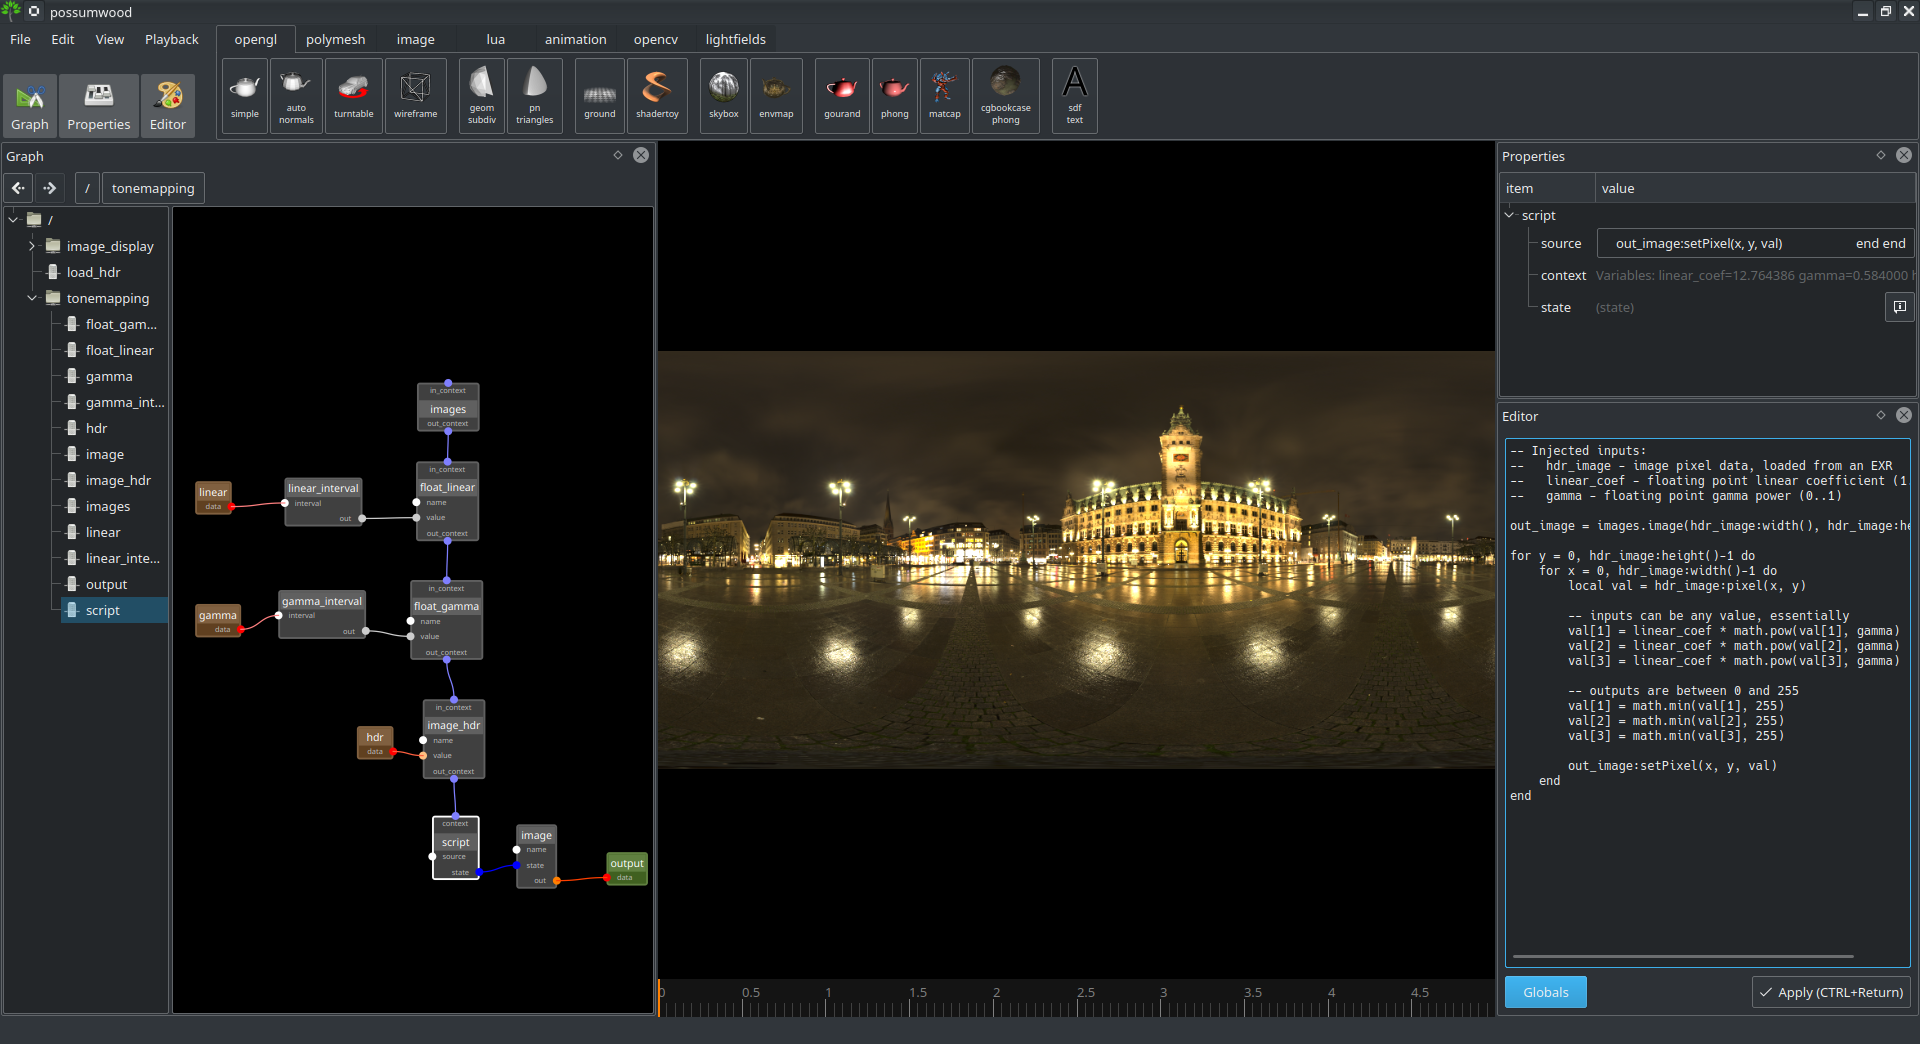 possumwood
File Edit View Playback
opengl polymesh image lua animation opencv lightfields
Graph Properties Editor
simple
auto normals
turntable
wireframe
geom subdiv
pn triangles
ground
shadertoy
skybox
envmap
gourand
phong
matcap
cgbookcase phong
A
sdf text
Graph
/ tonemapping
/
image_display
load_hdr
tonemapping
float_gam...
float_linear
gamma
gamma_int...
hdr
image
image_hdr
images
linear
linear_inte...
output
script
in_context
images
out_context
in_context
float_linear
name
value
out_context
linear
data
linear_interval
interval
out
in_context
float_gamma
name
value
out_context
gamma
data
gamma_interval
interval
out
in_context
image_hdr
name
value
out_context
hdr
data
context
script
source
state
image
name
state
out
output
data
0 0.5 1 1.5 2 2.5 3 3.5 4 4.5
Properties
item value
script
source out_image:setPixel(x, y, val) end end
context Variables: linear_coef=12.764386 gamma=0.584000
state (state)
Editor
-- Injected inputs:
--   hdr_image - image pixel data, loaded from an EXR
--   linear_coef - floating point linear coefficient (1.
--   gamma - floating point gamma power (0..1)
out_image = images.image(hdr_image:width(), hdr_image:he
for y = 0, hdr_image:height()-1 do
    for x = 0, hdr_image:width()-1 do
        local val = hdr_image:pixel(x, y)
        -- inputs can be any value, essentially
        val[1] = linear_coef * math.pow(val[1], gamma)
        val[2] = linear_coef * math.pow(val[2], gamma)
        val[3] = linear_coef * math.pow(val[3], gamma)
        -- outputs are between 0 and 255
        val[1] = math.min(val[1], 255)
        val[2] = math.min(val[2], 255)
        val[3] = math.min(val[3], 255)
        out_image:setPixel(x, y, val)
    end
end
Globals
Apply (CTRL+Return)